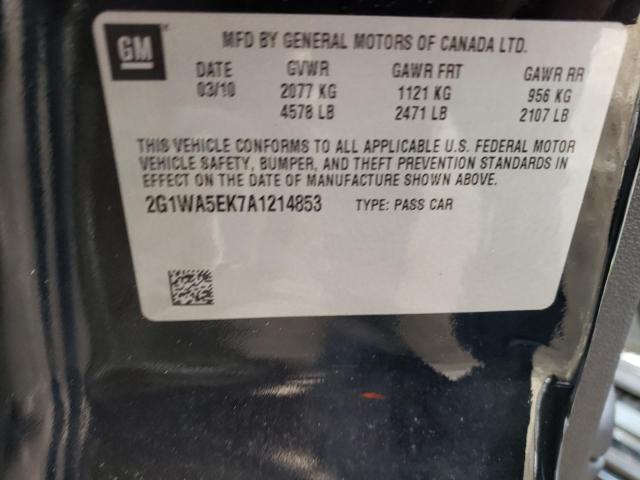 GM
MFD BY GENERAL MOTORS OF CANADA LTD.
DATE GVWR GAWR FRT GAWR RR
03/10 2077 KG 1121 KG 956 KG
4578 LB 2471 LB 2107 LB
THIS VEHICLE CONFORMS TO ALL APPLICABLE U.S. FEDERAL MOTOR
VEHICLE SAFETY, BUMPER, AND THEFT PREVENTION STANDARDS IN
EFFECT ON THE DATE OF MANUFACTURE SHOWN ABOVE.
2G1WA5EK7A1214853 TYPE: PASS CAR